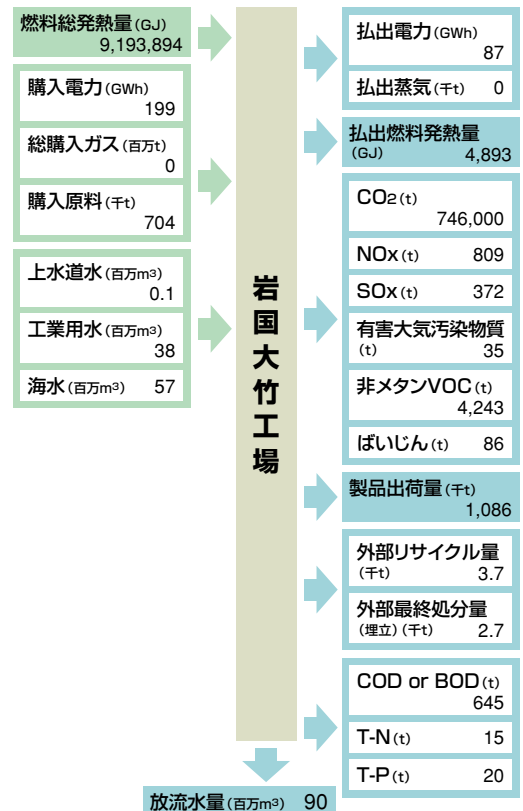 燃料総発熱量(GJ)
9,193,894
購入電力(GWh)
199
総購入ガス(百万t)
0
購入原料(千t)
704
上水道水(百万m³)
0.1
工業用水(百万m³)
38
海水(百万m³) 57
岩国大竹工場
払出電力(GWh)
87
払出蒸気(千t) 0
払出燃料発熱量
(GJ) 4,893
CO₂(t)
746,000
NOx(t) 809
SOx(t) 372
有害大気汚染物質
(t) 35
非メタンVOC(t)
4,243
ばいじん(t) 86
製品出荷量(千t)
1,086
外部リサイクル量
(千t) 3.7
外部最終処分量
(埋立)(千t) 2.7
COD or BOD(t)
645
T-N(t) 15
T-P(t) 20
放流水量(百万m³) 90